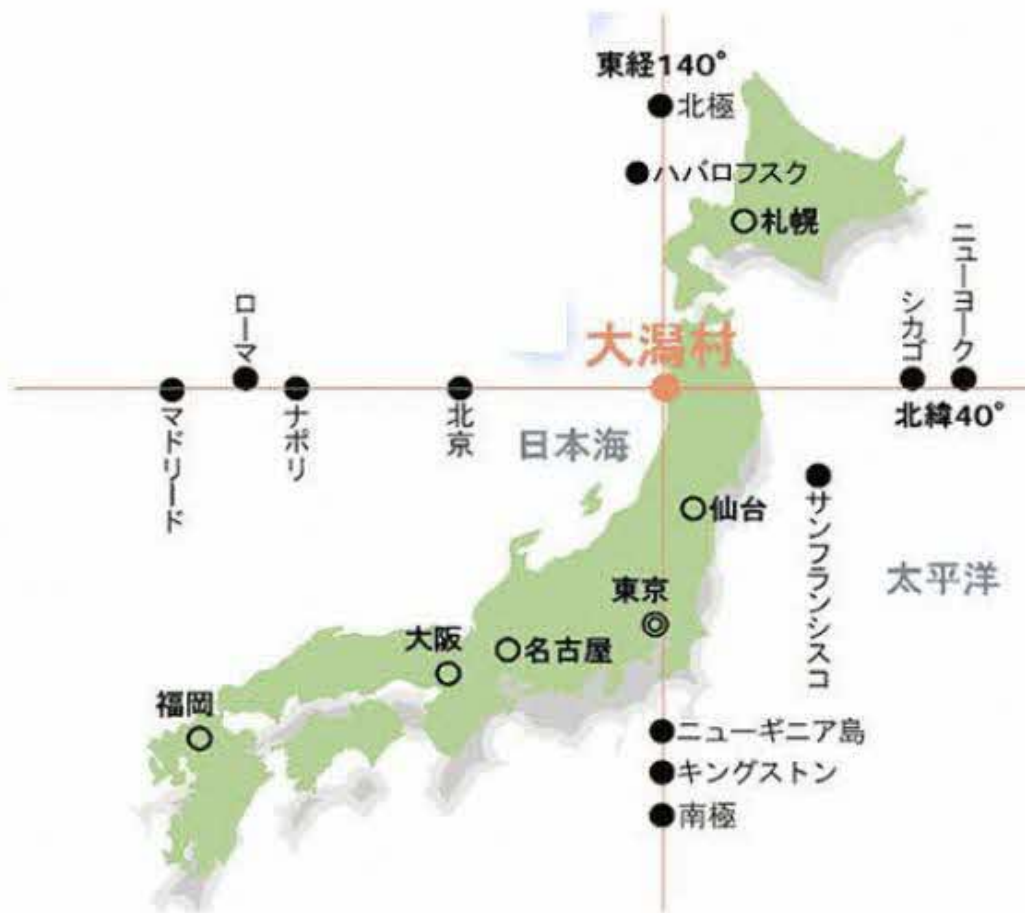 東経140°
北極
ハバロフスク
札幌
ニューヨーク
シカゴ
ローマ
大潟村
マドリード
ナポリ
北京
北緯40°
日本海
サンフランシスコ
仙台
太平洋
東京
大阪
名古屋
福岡
ニューギニア島
キングストン
南極